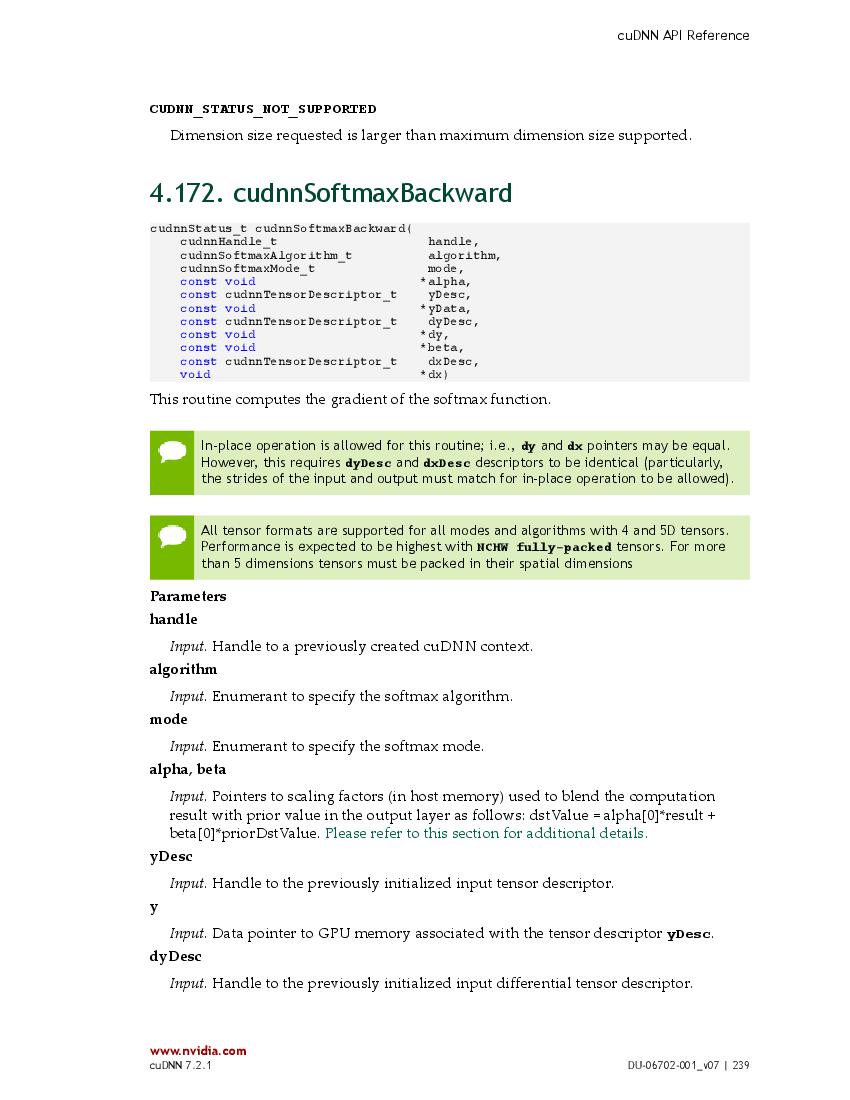 cuDNN API Reference
CUDNN_STATUS_NOT_SUPPORTED
Dimension size requested is larger than maximum dimension size supported.
4.172. cudnnSoftmaxBackward
cudnnStatus_t cudnnSoftmaxBackward(
cudnnHandle_t handle,
cudnnSoftmaxAlgorithm_t algorithm,
cudnnSoftmaxMode_t mode,
const void *alpha,
const cudnnTensorDescriptor_t yDesc,
const void *yData,
const cudnnTensorDescriptor_t dyDesc,
const void *dy,
const void *beta,
const cudnnTensorDescriptor_t dxDesc,
void *dx)
This routine computes the gradient of the softmax function.
In-place operation is allowed for this routine; i.e., dy and dx pointers may be equal.
However, this requires dyDesc and dxDesc descriptors to be identical (particularly,
the strides of the input and output must match for in-place operation to be allowed).
All tensor formats are supported for all modes and algorithms with 4 and 5D tensors.
Performance is expected to be highest with NCHW fully-packed tensors. For more
than 5 dimensions tensors must be packed in their spatial dimensions
Parameters
handle
Input. Handle to a previously created cuDNN context.
algorithm
Input. Enumerant to specify the softmax algorithm.
mode
Input. Enumerant to specify the softmax mode.
alpha, beta
Input. Pointers to scaling factors (in host memory) used to blend the computation
result with prior value in the output layer as follows: dstValue = alpha[0]*result +
beta[0]*priorDstValue. Please refer to this section for additional details.
yDesc
Input. Handle to the previously initialized input tensor descriptor.
y
Input. Data pointer to GPU memory associated with the tensor descriptor yDesc.
dyDesc
Input. Handle to the previously initialized input differential tensor descriptor.
www.nvidia.com
cuDNN 7.2.1 DU-06702-001_v07 | 239